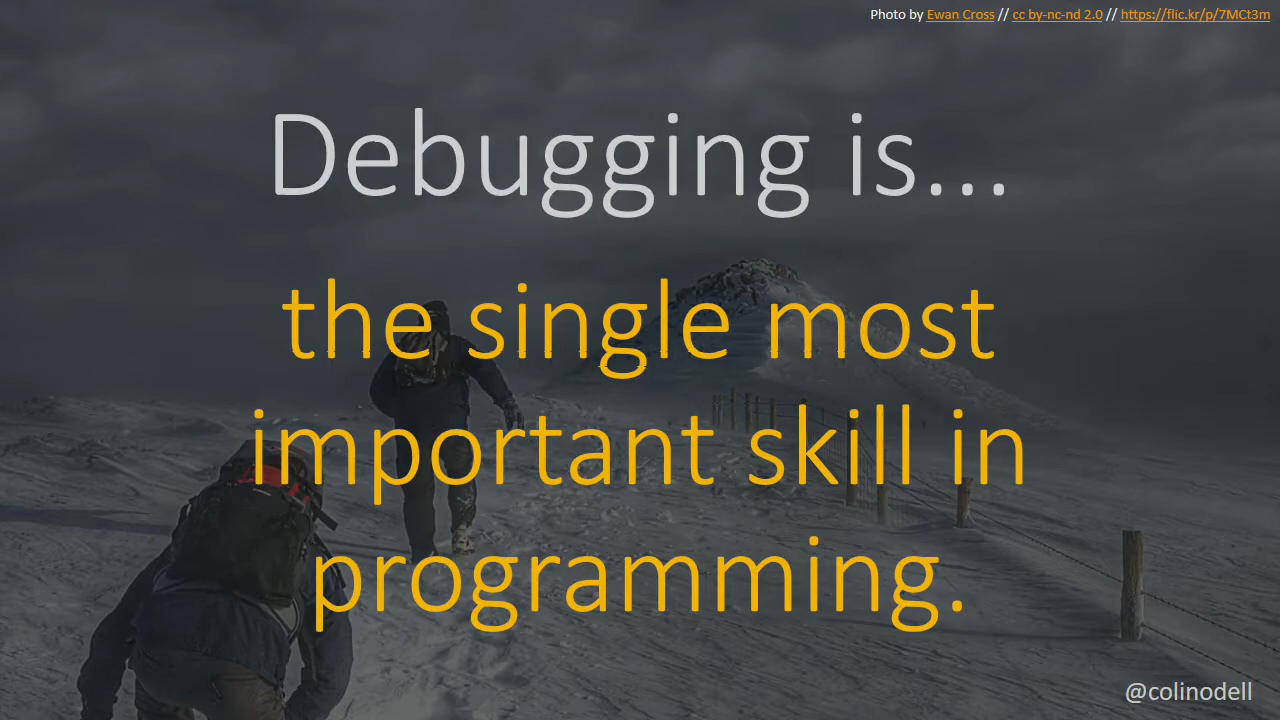 Photo by Ewan Cross // cc by-nc-nd 2.0 // https://flic.kr/p/7MCt3m
Debugging is...
the single most
important skill in
programming.
@colinodell